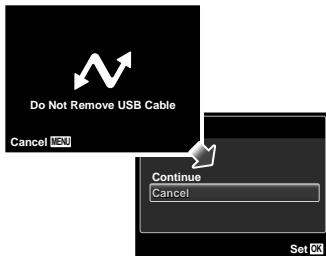 Do Not Remove USB Cable
Cancel MENU
Continue
Cancel
Set OK